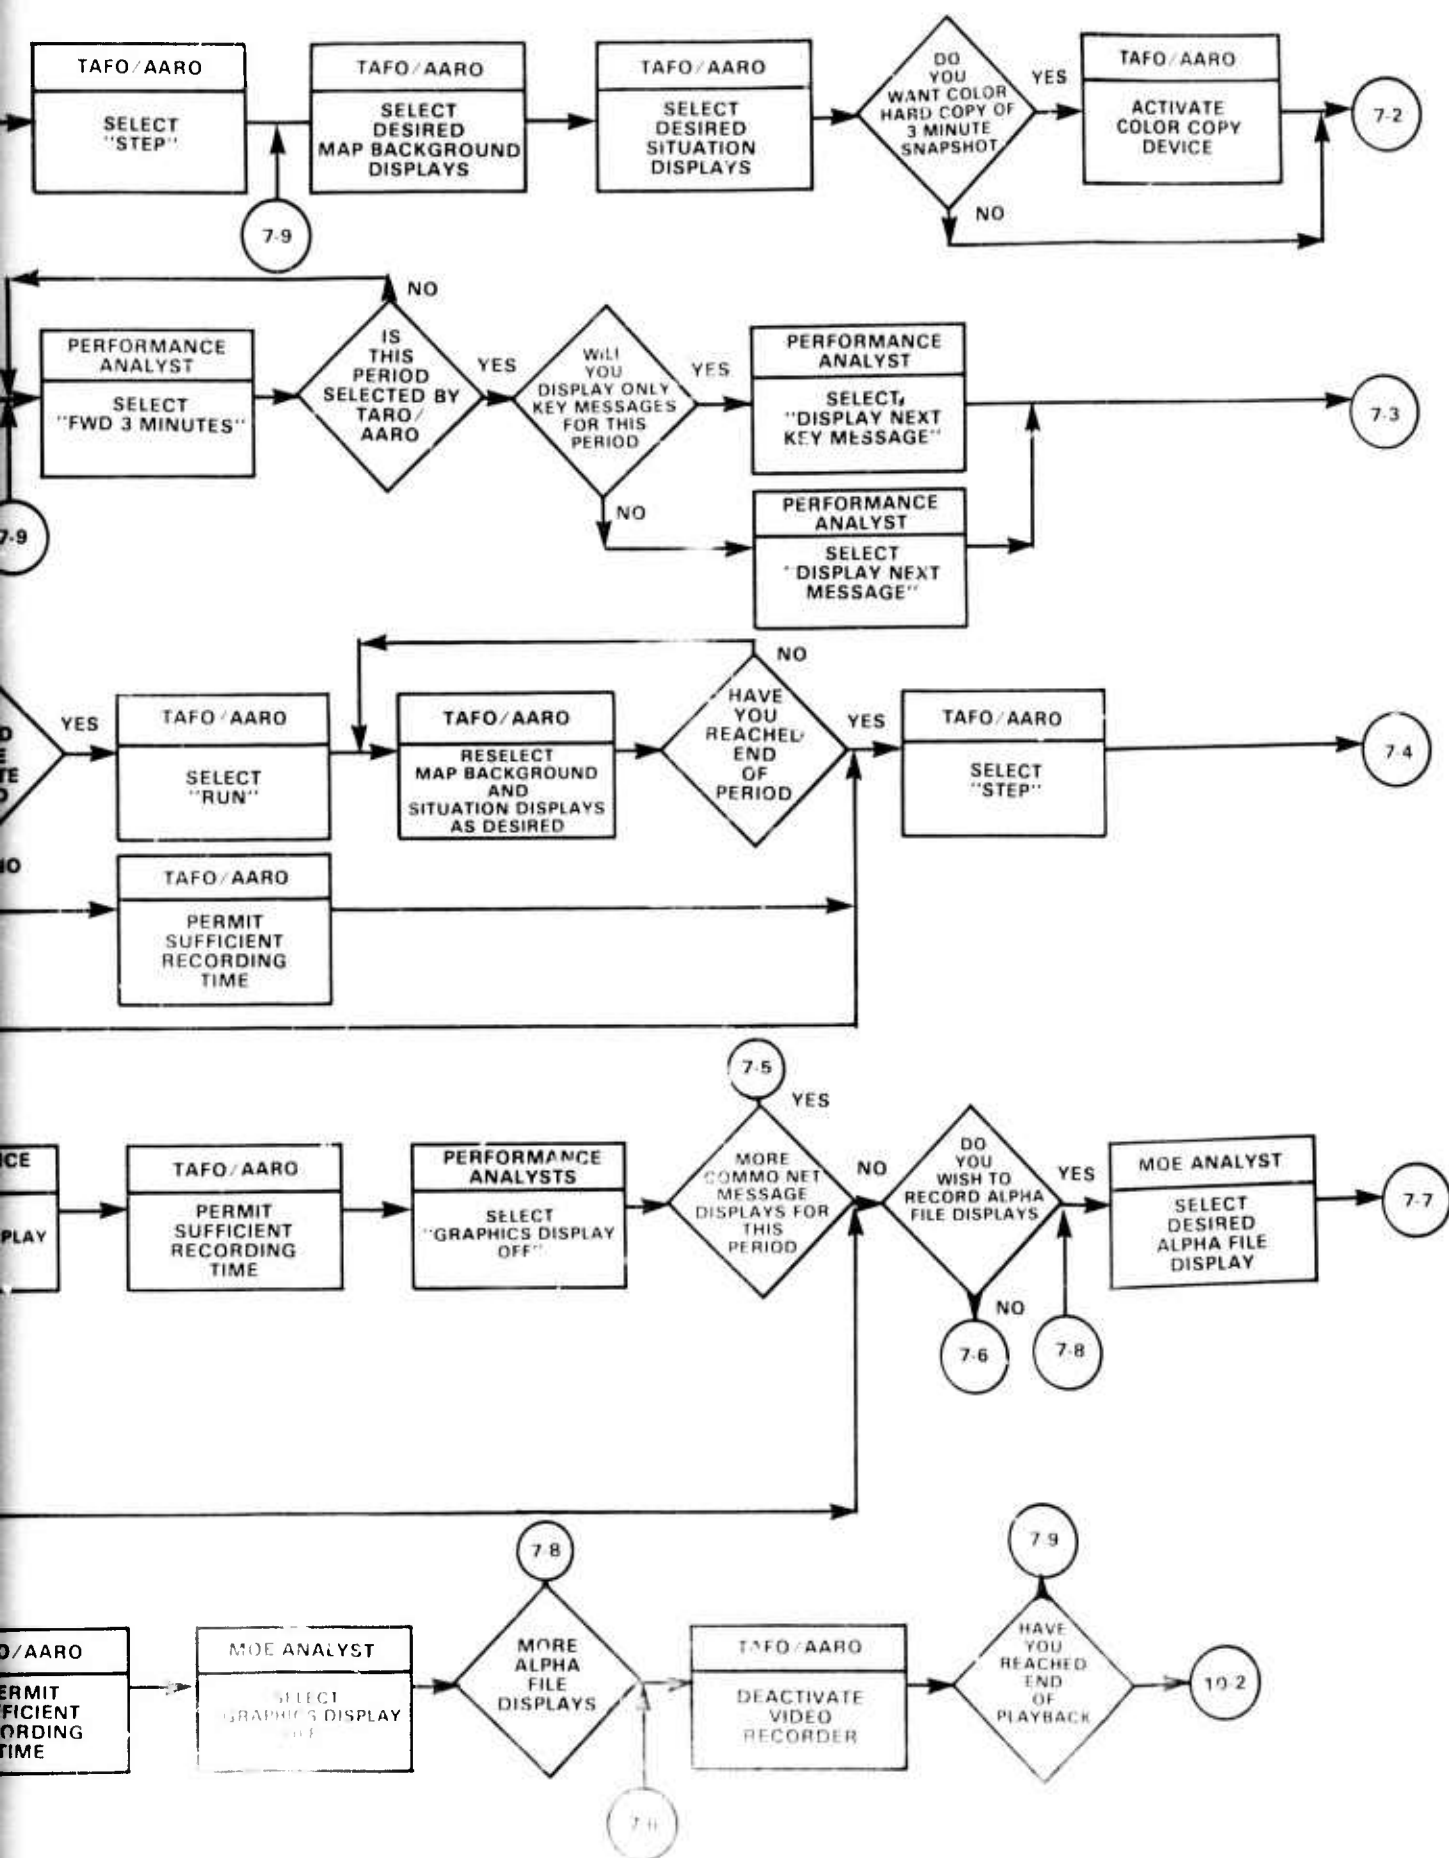 TAFO/AARO
SELECT
"STEP"
7-9
TAFO/AARO
SELECT
DESIRED
MAP BACKGROUND
DISPLAYS
TAFO/AARO
SELECT
DESIRED
SITUATION
DISPLAYS
DO
YOU
WANT COLOR
HARD COPY OF
3 MINUTE
SNAPSHOT
YES
NO
TAFO/AARO
ACTIVATE
COLOR COPY
DEVICE
7-2
7-9
PERFORMANCE
ANALYST
SELECT
"FWD 3 MINUTES"
NO
IS
THIS
PERIOD
SELECTED BY
TARO/
AARO
YES
WILL
YOU
DISPLAY ONLY
KEY MESSAGES
FOR THIS
PERIOD
YES
NO
PERFORMANCE
ANALYST
SELECT
"DISPLAY NEXT
KEY MESSAGE"
PERFORMANCE
ANALYST
SELECT
"DISPLAY NEXT
MESSAGE"
7-3
YES
TAFO/AARO
SELECT
"RUN"
TAFO/AARO
RESELECT
MAP BACKGROUND
AND
SITUATION DISPLAYS
AS DESIRED
NO
HAVE
YOU
REACHED
END
OF
PERIOD
YES
TAFO/AARO
SELECT
"STEP"
7-4
TAFO/AARO
PERMIT
SUFFICIENT
RECORDING
TIME
PLAY
TAFO/AARO
PERMIT
SUFFICIENT
RECORDING
TIME
PERFORMANCE
ANALYSTS
SELECT
"GRAPHICS DISPLAY
OFF"
7-5
YES
MORE
COMMO NET
MESSAGE
DISPLAYS FOR
THIS
PERIOD
NO
DO
YOU
WISH TO
RECORD ALPHA
FILE DISPLAYS
YES
NO
7-6
7-8
MOE ANALYST
SELECT
DESIRED
ALPHA FILE
DISPLAY
7-7
O/AARO
ERMIT
FFICIENT
ORDING
TIME
MOE ANALYST
SELECT
GRAPHICS DISPLAY
7-8
MORE
ALPHA
FILE
DISPLAYS
TAFO/AARO
DEACTIVATE
VIDEO
RECORDER
7-9
HAVE
YOU
REACHED
END
OF
PLAYBACK
10-2